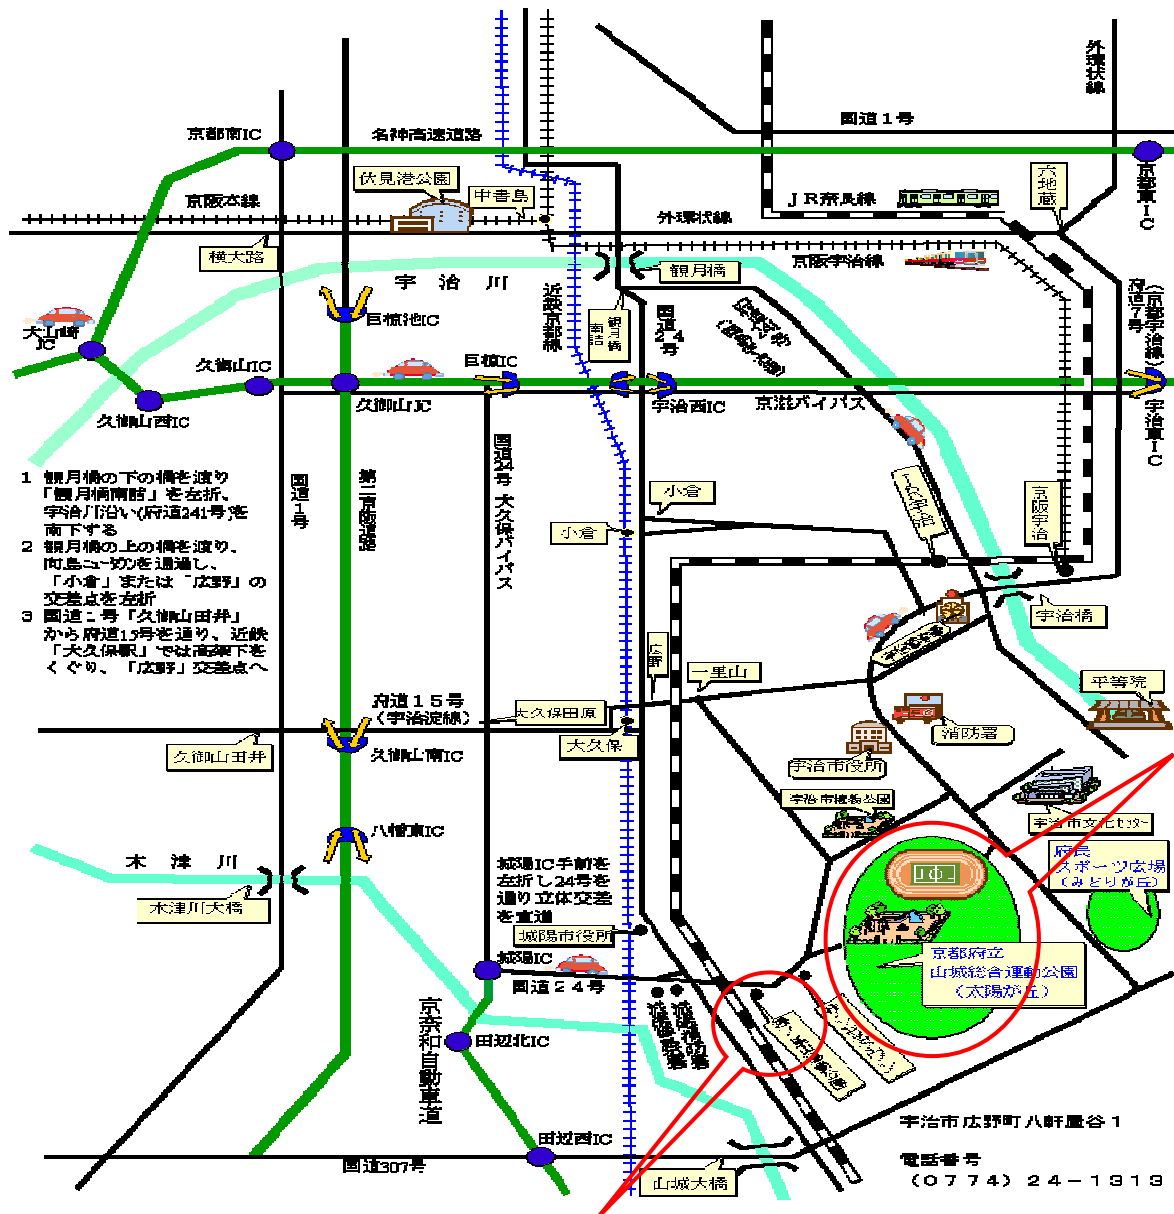 外環状線
国道1号
京都南IC
名神高速道路
京都東IC
伏見港公園
中書島
京阪本線
JR奈良線
六地蔵
外環状線
横大路
京阪宇治線
宇治川
観月橋
近鉄京都線
観月橋南詰
国道24号
府道7号
(京都宇治線)
大山崎JC
巨椋池IC
久御山IC
巨椋IC
久御山西IC
久御山JC
宇治西IC
京滋バイパス
宇治東IC
1 観月橋の下の橋を渡り
「観月橋南詰」を左折、
宇治川沿い(府道241号)を
南下する
2 観月橋の上の橋を渡り、
向島ニュータウンを通過し、
「小倉」または「広野」の
交差点を左折
3 国道1号「久御山田井」
から府道15号を通り、近鉄
「大久保駅」では高架下を
くぐり、「広野」交差点へ
国道1号
第二京阪道路
国道24号 大久保バイパス
小倉
小倉
京阪宇治
宇治橋
広野
一里山
平等院
府道15号
(宇治淀線)
大久保田原
大久保
久御山田井
久御山南IC
消防署
宇治市役所
宇治市植物公園
宇治市文化センター
八幡東IC
木津川
木津川大橋
城陽IC手前を
左折し24号を
通り立体交差
を直進
城陽市役所
府民
スポーツ広場
(みどりが丘)
京都府立
山城総合運動公園
(太陽が丘)
城陽IC
国道24号
京奈和自動車道
田辺北IC
田辺西IC
国道307号
山城大橋
宇治市広野町八軒屋谷1
電話番号
(0774)24-1313